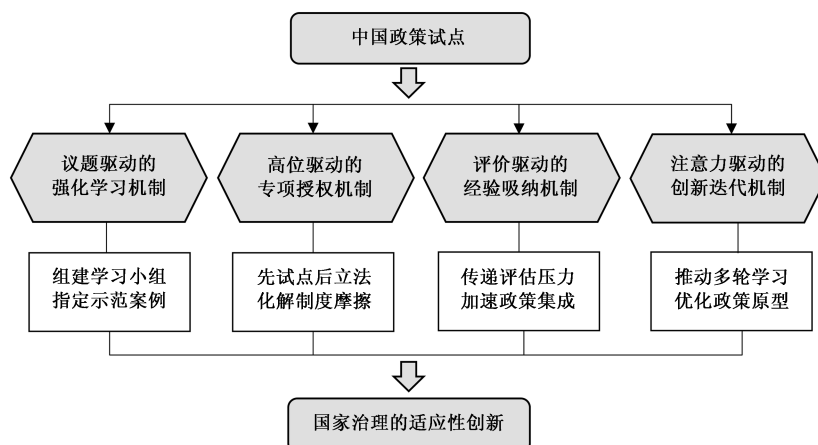 中国政策试点
议题驱动的
强化学习机制
高位驱动的
专项授权机制
评价驱动的
经验吸纳机制
注意力驱动的
创新迭代机制
组建学习小组
指定示范案例
先试点后立法
化解制度摩擦
传递评估压力
加速政策集成
推动多轮学习
优化政策原型
国家治理的适应性创新